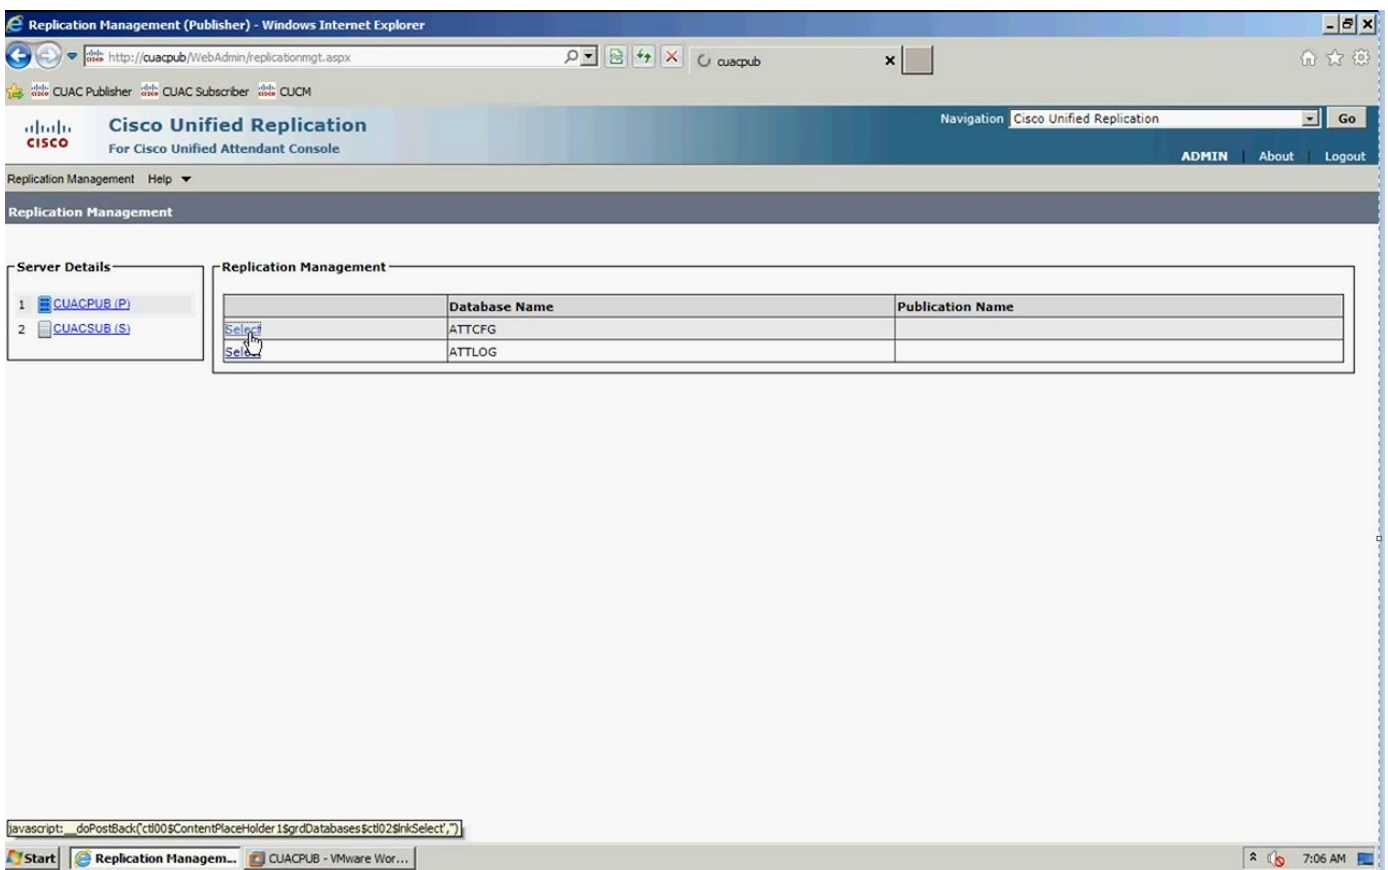 Replication Management (Publisher) - Windows Internet Explorer
http://cuacpub/WebAdmin/replicationmgt.aspx
cuacpub
CUAC Publisher CUAC Subscriber CUCM
CISCO
Cisco Unified Replication
For Cisco Unified Attendant Console
Navigation Cisco Unified Replication Go
ADMIN | About | Logout
Replication Management Help
Replication Management
Server Details
1 CUACPUB (P)
2 CUACSUB (S)
Replication Management
Database Name Publication Name
Select ATTCFG
Select ATTLOG
javascript:__doPostBack('ctl00$ContentPlaceHolder1$grdDatabases$ctl02$lnkSelect','')
Start Replication Managem... CUACPUB - VMware Wor... 7:06 AM